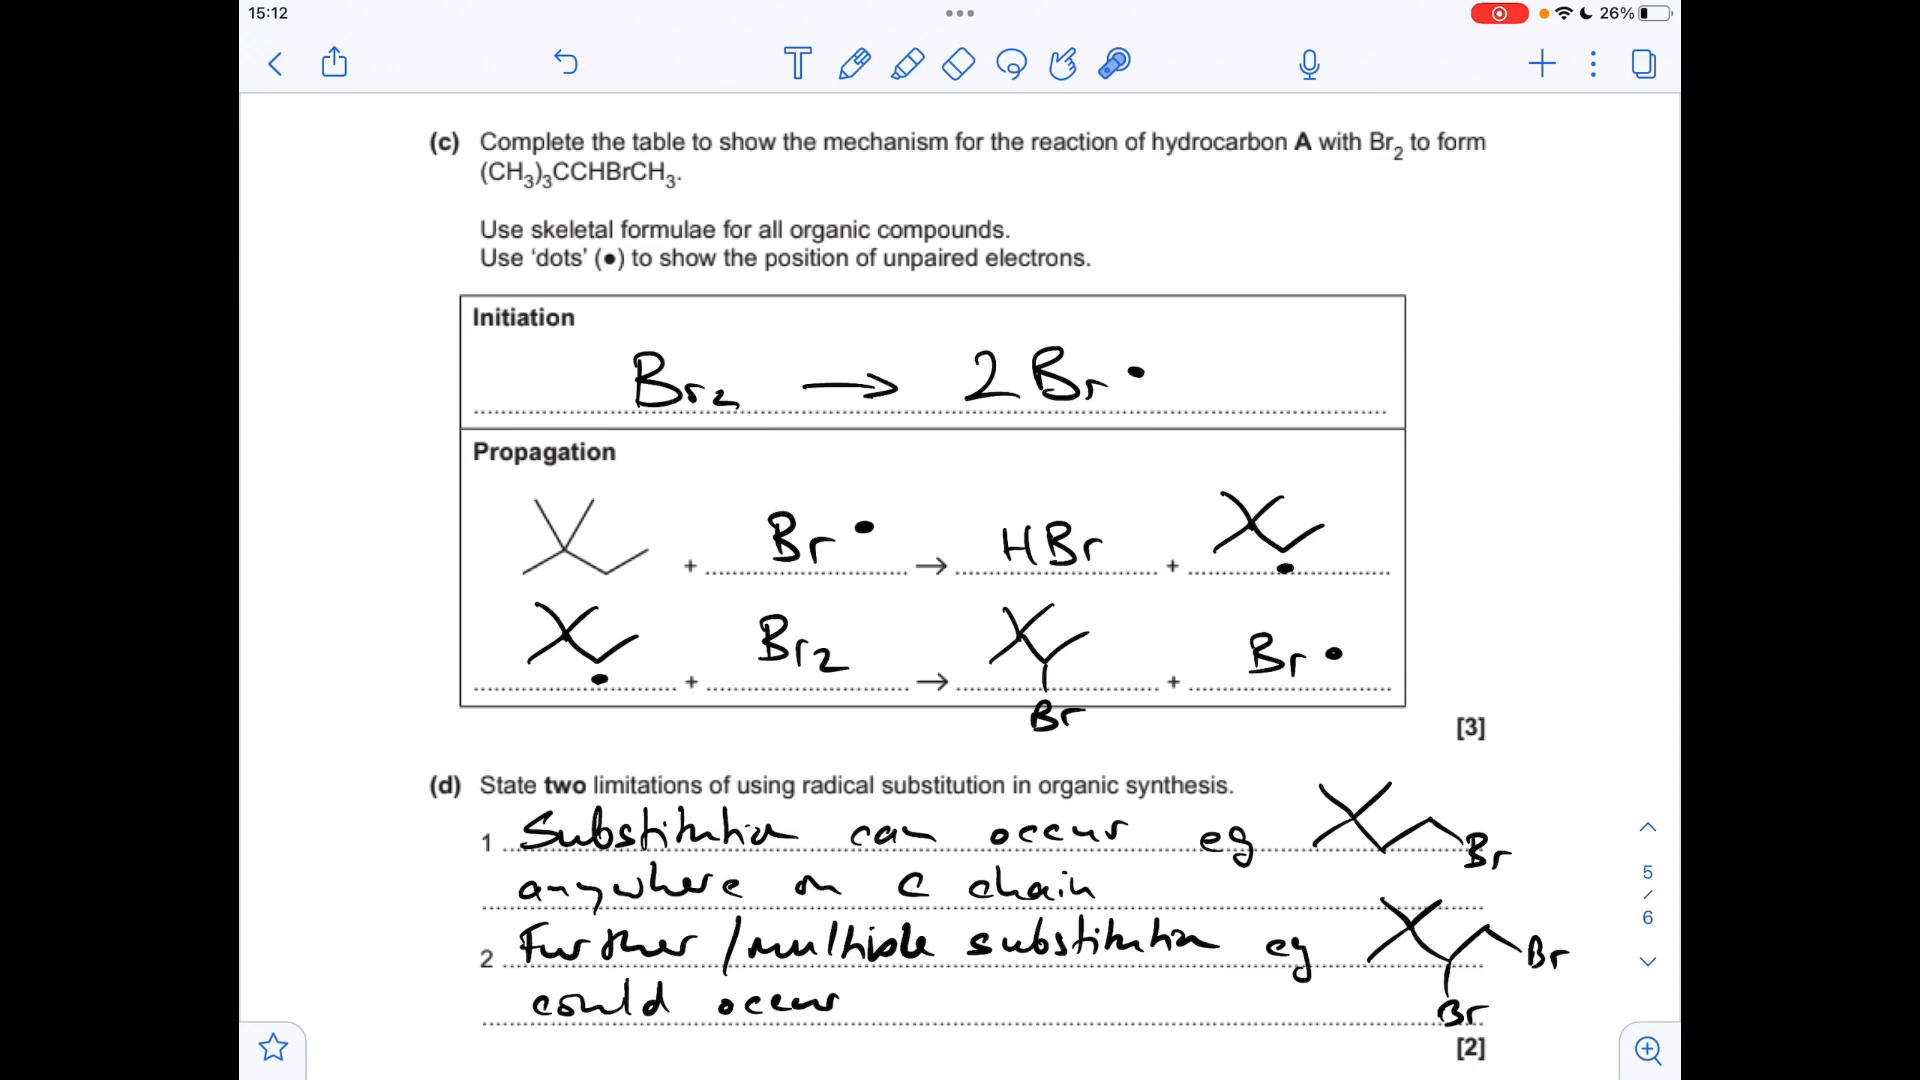 15:12
26%
(c) Complete the table to show the mechanism for the reaction of hydrocarbon A with Br₂ to form
(CH₃)₃CCHBrCH₃.
Use skeletal formulae for all organic compounds.
Use ‘dots’ (●) to show the position of unpaired electrons.
Initiation
Br₂ → 2Br•
Propagation
+ Br• → HBr + •
• + Br₂ → Br + Br•
[3]
(d) State two limitations of using radical substitution in organic synthesis.
1 Substitution can occur eg Br
anywhere on C chain
2 Further/multiple substitution eg Br
could occur Br
[2]
5
/
6